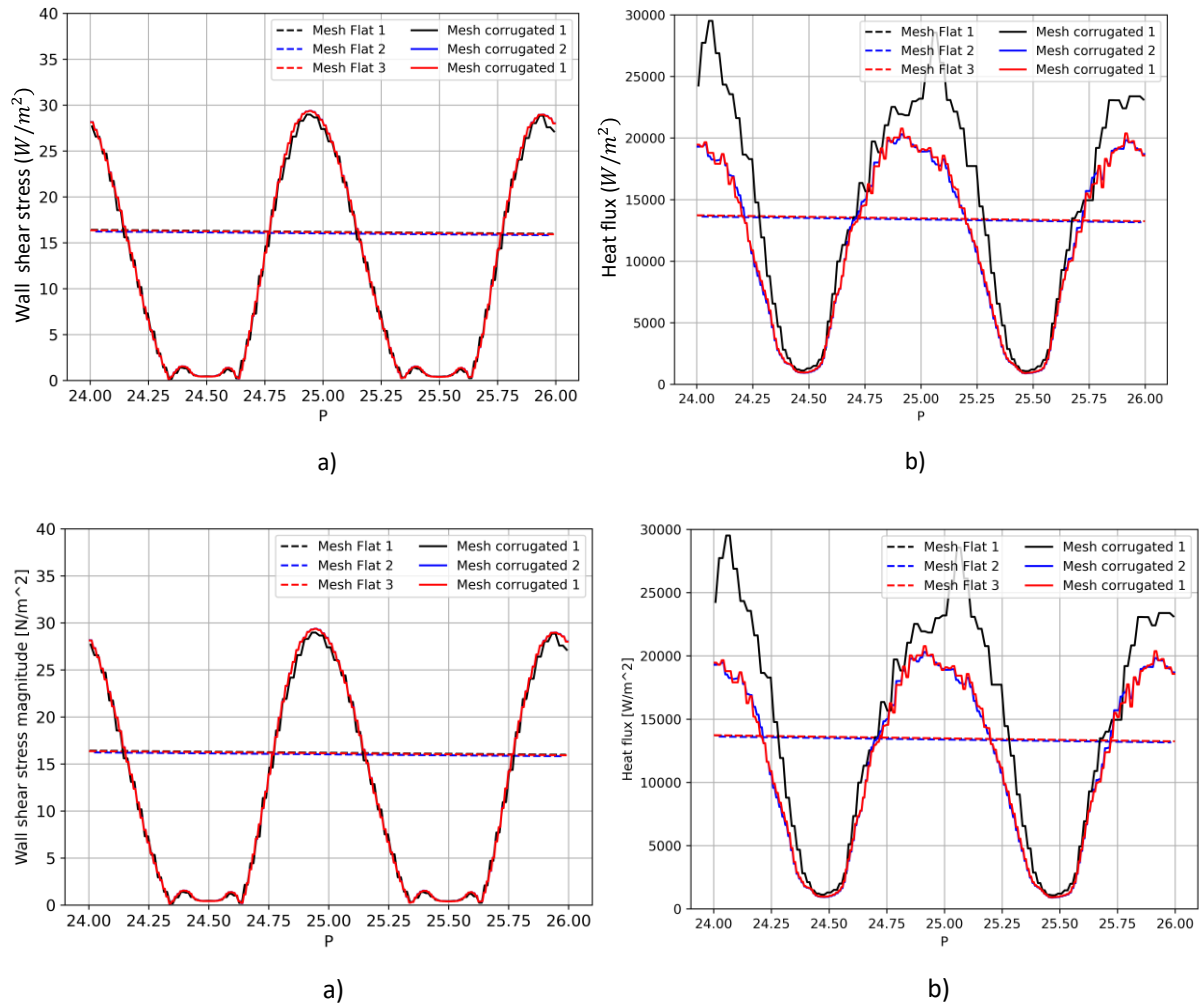 40
35
30
25
20
15
10
5
0
Wall shear stress (W/m²)
Mesh Flat 1
Mesh Flat 2
Mesh Flat 3
Mesh corrugated 1
Mesh corrugated 2
Mesh corrugated 1
24.00 24.25 24.50 24.75 25.00 25.25 25.50 25.75 26.00
P
a)
30000
25000
20000
15000
10000
5000
0
Heat flux (W/m²)
Mesh Flat 1
Mesh Flat 2
Mesh Flat 3
Mesh corrugated 1
Mesh corrugated 2
Mesh corrugated 1
24.00 24.25 24.50 24.75 25.00 25.25 25.50 25.75 26.00
P
b)
40
35
30
25
20
15
10
5
0
Wall shear stress magnitude [N/m^2]
Mesh Flat 1
Mesh Flat 2
Mesh Flat 3
Mesh corrugated 1
Mesh corrugated 2
Mesh corrugated 1
24.00 24.25 24.50 24.75 25.00 25.25 25.50 25.75 26.00
P
a)
30000
25000
20000
15000
10000
5000
0
Heat flux [W/m^2]
Mesh Flat 1
Mesh Flat 2
Mesh Flat 3
Mesh corrugated 1
Mesh corrugated 2
Mesh corrugated 1
24.00 24.25 24.50 24.75 25.00 25.25 25.50 25.75 26.00
P
b)